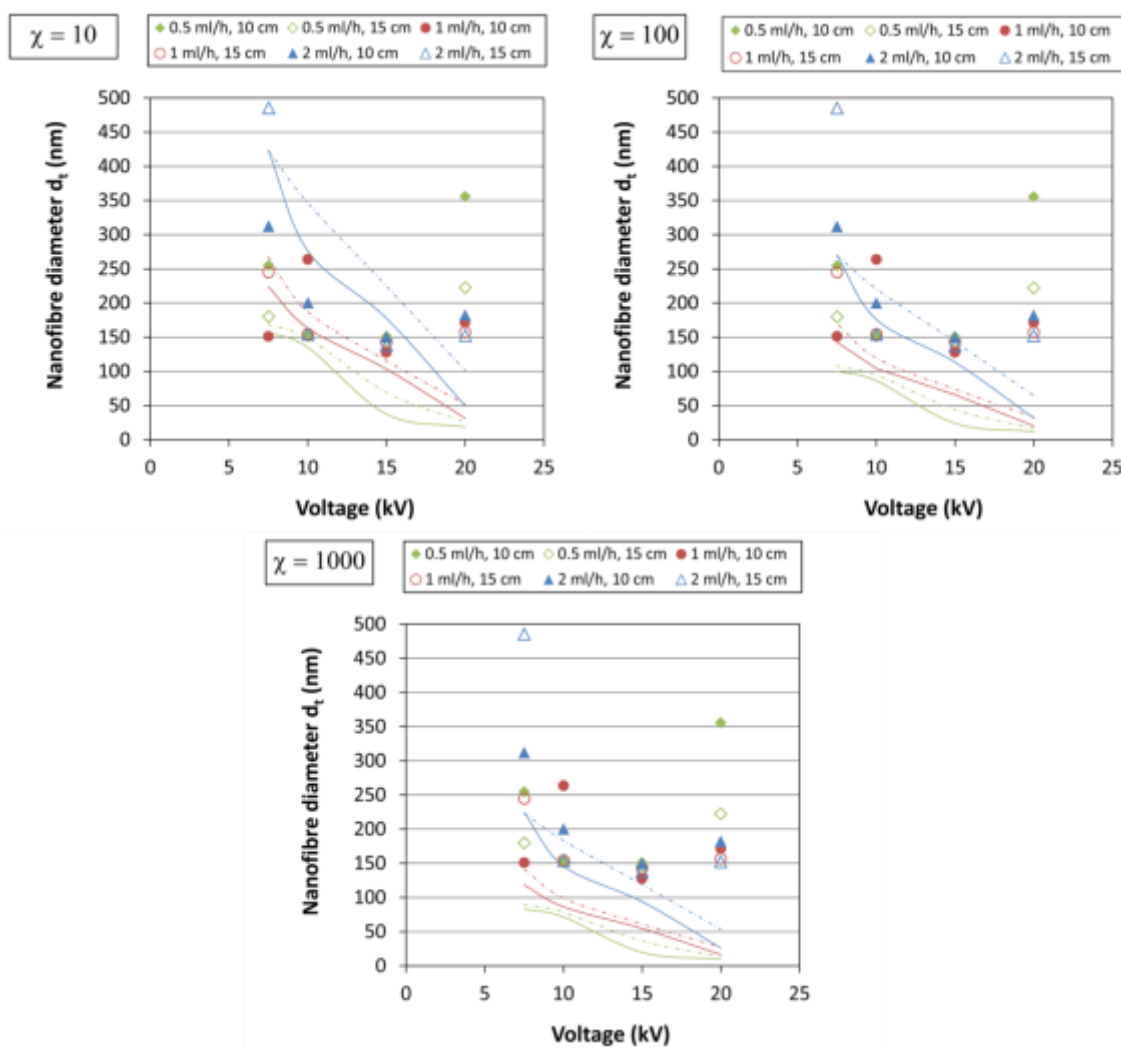 χ = 10
0.5 ml/h, 10 cm 0.5 ml/h, 15 cm 1 ml/h, 10 cm
1 ml/h, 15 cm 2 ml/h, 10 cm 2 ml/h, 15 cm
Nanofibre diameter dt (nm)
500
450
400
350
300
250
200
150
100
50
0
0 5 10 15 20 25
Voltage (kV)
χ = 100
0.5 ml/h, 10 cm 0.5 ml/h, 15 cm 1 ml/h, 10 cm
1 ml/h, 15 cm 2 ml/h, 10 cm 2 ml/h, 15 cm
Nanofibre diameter dt (nm)
500
450
400
350
300
250
200
150
100
50
0
0 5 10 15 20 25
Voltage (kV)
χ = 1000
0.5 ml/h, 10 cm 0.5 ml/h, 15 cm 1 ml/h, 10 cm
1 ml/h, 15 cm 2 ml/h, 10 cm 2 ml/h, 15 cm
Nanofibre diameter dt (nm)
500
450
400
350
300
250
200
150
100
50
0
0 5 10 15 20 25
Voltage (kV)